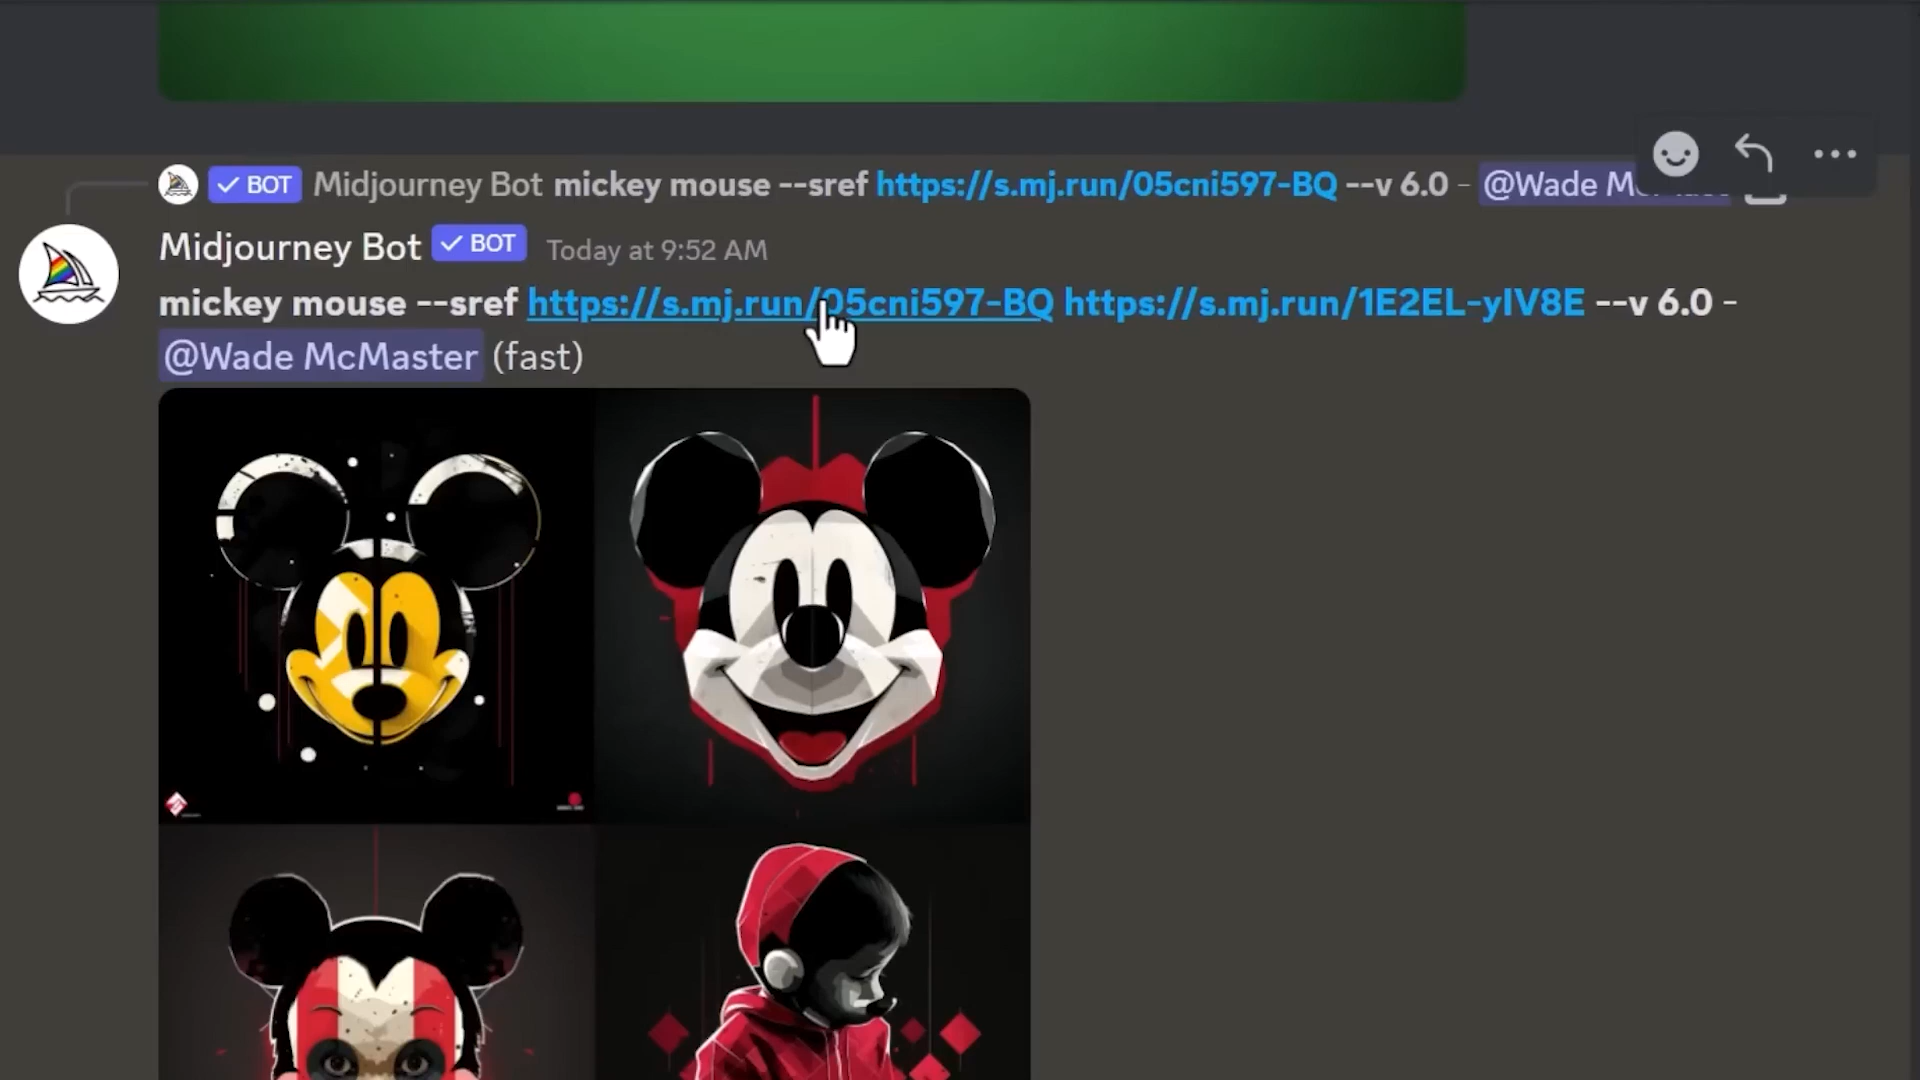 BOT Midjourney Bot mickey mouse --sref https://s.mj.run/05cni597-BQ --v 6.0 - @Wade
Midjourney Bot BOT Today at 9:52 AM
mickey mouse --sref https://s.mj.run/05cni597-BQ https://s.mj.run/1E2EL-yIV8E --v 6.0 -
@Wade McMaster (fast)